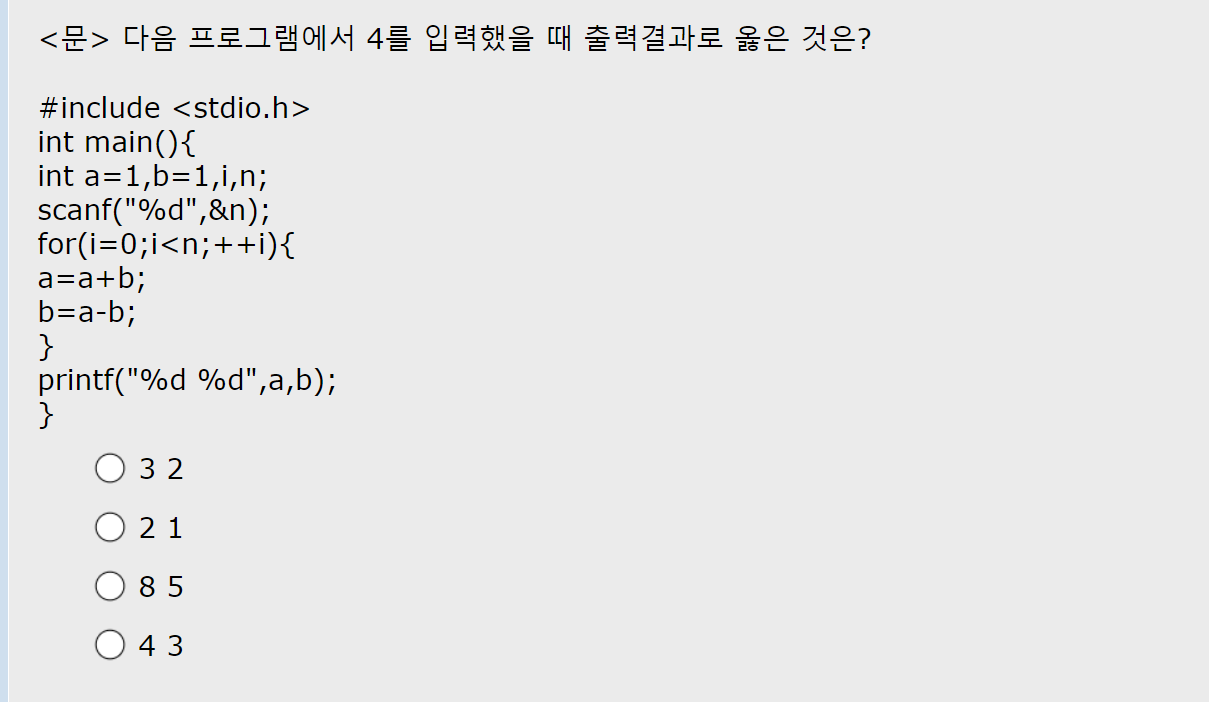 <문> 다음 프로그램에서 4를 입력했을 때 출력결과로 옳은 것은?
#include <stdio.h>
int main(){
int a=1,b=1,i,n;
scanf("%d",&n);
for(i=0;i<n;++i){
a=a+b;
b=a-b;
}
printf("%d %d",a,b);
}
3 2
2 1
8 5
4 3